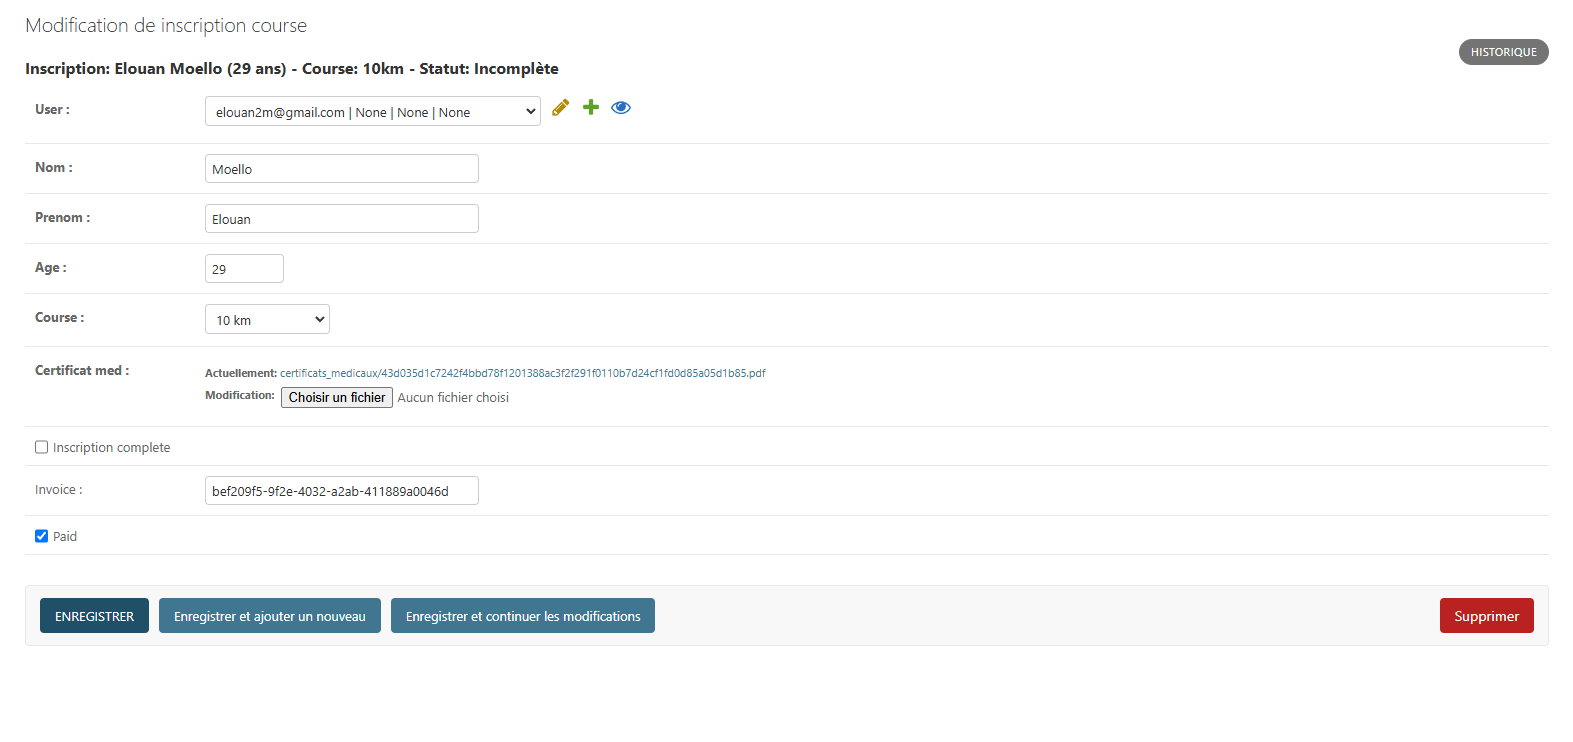 Modification de inscription course
HISTORIQUE
Inscription: Elouan Moello (29 ans) - Course: 10km - Statut: Incomplète
User : elouan2m@gmail.com | None | None | None
Nom : Moello
Prenom : Elouan
Age : 29
Course : 10 km
Certificat med : Actuellement: certificats_medicaux/43d035d1c7242f4bbd78f1201388ac3f2f291f0110b7d24cf1fd0d85a05d1b85.pdf
Modification: Choisir un fichier Aucun fichier choisi
Inscription complete
Invoice : bef209f5-9f2e-4032-a2ab-411889a0046d
Paid
ENREGISTRER Enregistrer et ajouter un nouveau Enregistrer et continuer les modifications Supprimer